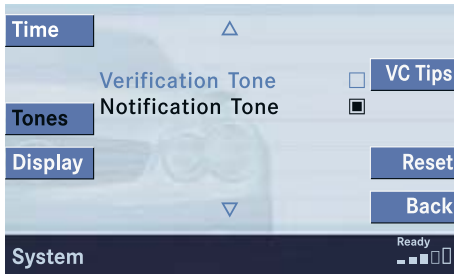 Time
Verification Tone
VC Tips
Notification Tone
Tones
Display
Reset
Back
System
Ready